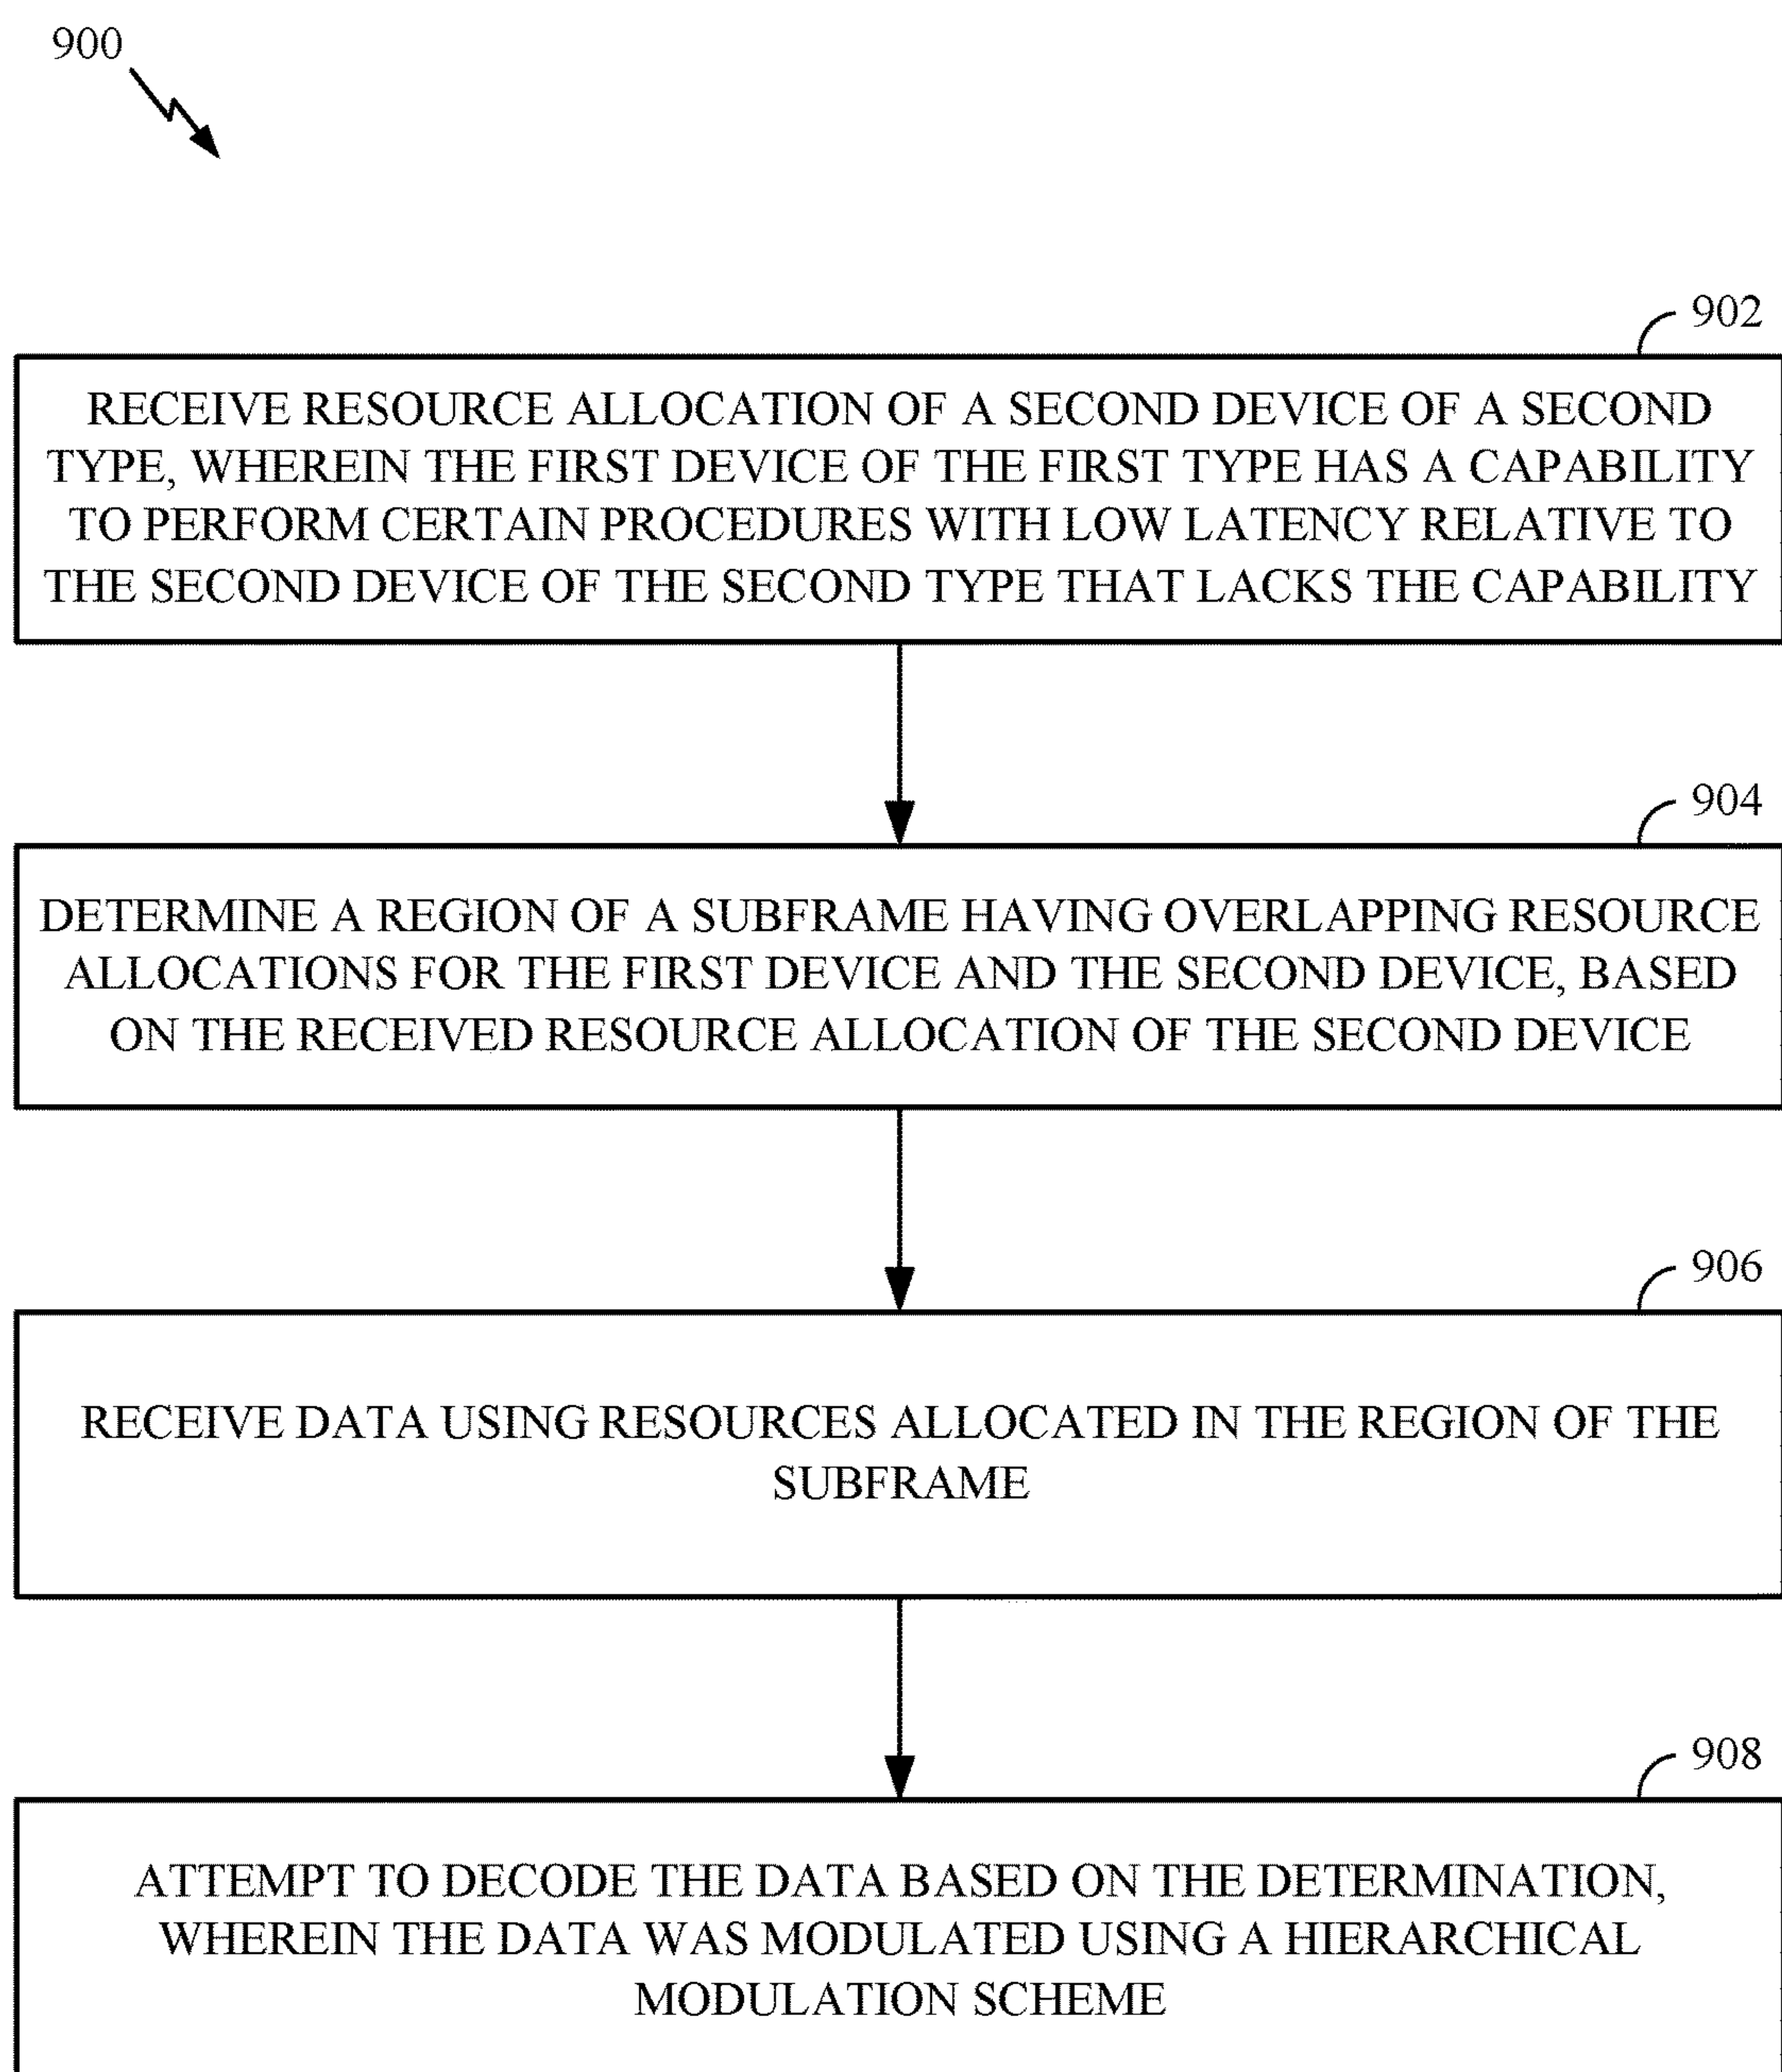 900
902
RECEIVE RESOURCE ALLOCATION OF A SECOND DEVICE OF A SECOND
TYPE, WHEREIN THE FIRST DEVICE OF THE FIRST TYPE HAS A CAPABILITY
TO PERFORM CERTAIN PROCEDURES WITH LOW LATENCY RELATIVE TO
THE SECOND DEVICE OF THE SECOND TYPE THAT LACKS THE CAPABILITY
904
DETERMINE A REGION OF A SUBFRAME HAVING OVERLAPPING RESOURCE
ALLOCATIONS FOR THE FIRST DEVICE AND THE SECOND DEVICE, BASED
ON THE RECEIVED RESOURCE ALLOCATION OF THE SECOND DEVICE
906
RECEIVE DATA USING RESOURCES ALLOCATED IN THE REGION OF THE
SUBFRAME
908
ATTEMPT TO DECODE THE DATA BASED ON THE DETERMINATION,
WHEREIN THE DATA WAS MODULATED USING A HIERARCHICAL
MODULATION SCHEME